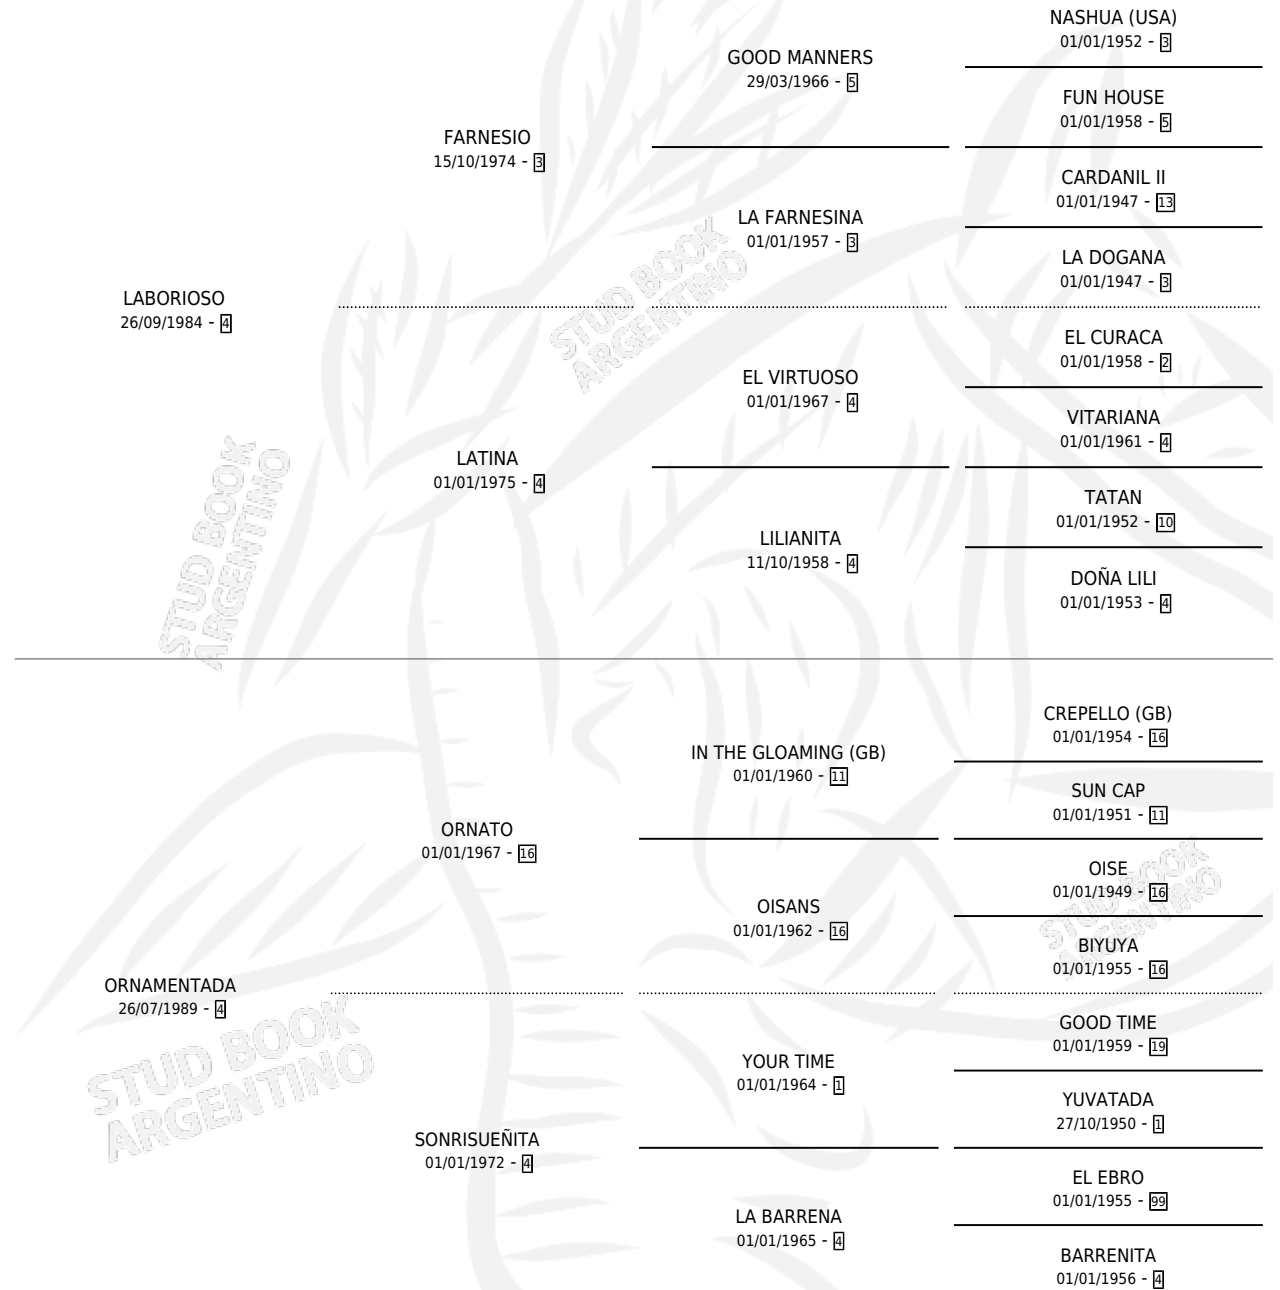 NASHUA (USA)
01/01/1952 - 3
GOOD MANNERS
29/03/1966 - 5
FUN HOUSE
01/01/1958 - 5
FARNESIO
15/10/1974 - 3
CARDANIL II
01/01/1947 - 13
LA FARNESINA
01/01/1957 - 3
LA DOGANA
01/01/1947 - 3
LABORIOSO
26/09/1984 - 4
STUD BOOK
ARGENTINO
EL CURACA
01/01/1958 - 2
EL VIRTUOSO
01/01/1967 - 4
VITARIANA
01/01/1961 - 4
LATINA
01/01/1975 - 4
STUD BOOK
ARGENTINO
TATAN
01/01/1952 - 10
LILIANITA
11/10/1958 - 4
DOÑA LILI
01/01/1953 - 4
CREPELLO (GB)
01/01/1954 - 16
IN THE GLOAMING (GB)
01/01/1960 - 11
SUN CAP
01/01/1951 - 11
ORNATO
01/01/1967 - 16
OISE
01/01/1949 - 16
OISANS
01/01/1962 - 16
STUD BOOK
ARGENTINO
BIYUYA
01/01/1955 - 16
ORNAMENTADA
26/07/1989 - 4
STUD BOOK
ARGENTINO
GOOD TIME
01/01/1959 - 19
YOUR TIME
01/01/1964 - 1
YUVATADA
27/10/1950 - 1
SONRISUEÑITA
01/01/1972 - 4
EL EBRO
01/01/1955 - 99
LA BARRENA
01/01/1965 - 4
BARRENITA
01/01/1956 - 4